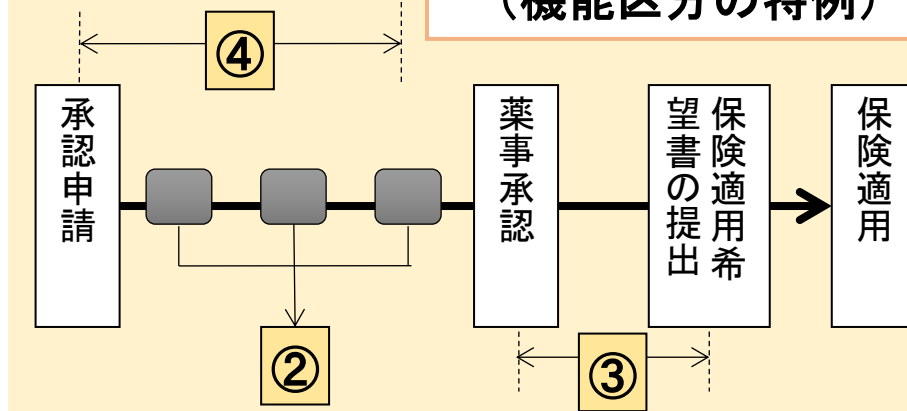 （機能区分の特例）
④
承認申請
薬事承認
保険適用希
望書の提出
保険適用
②
③